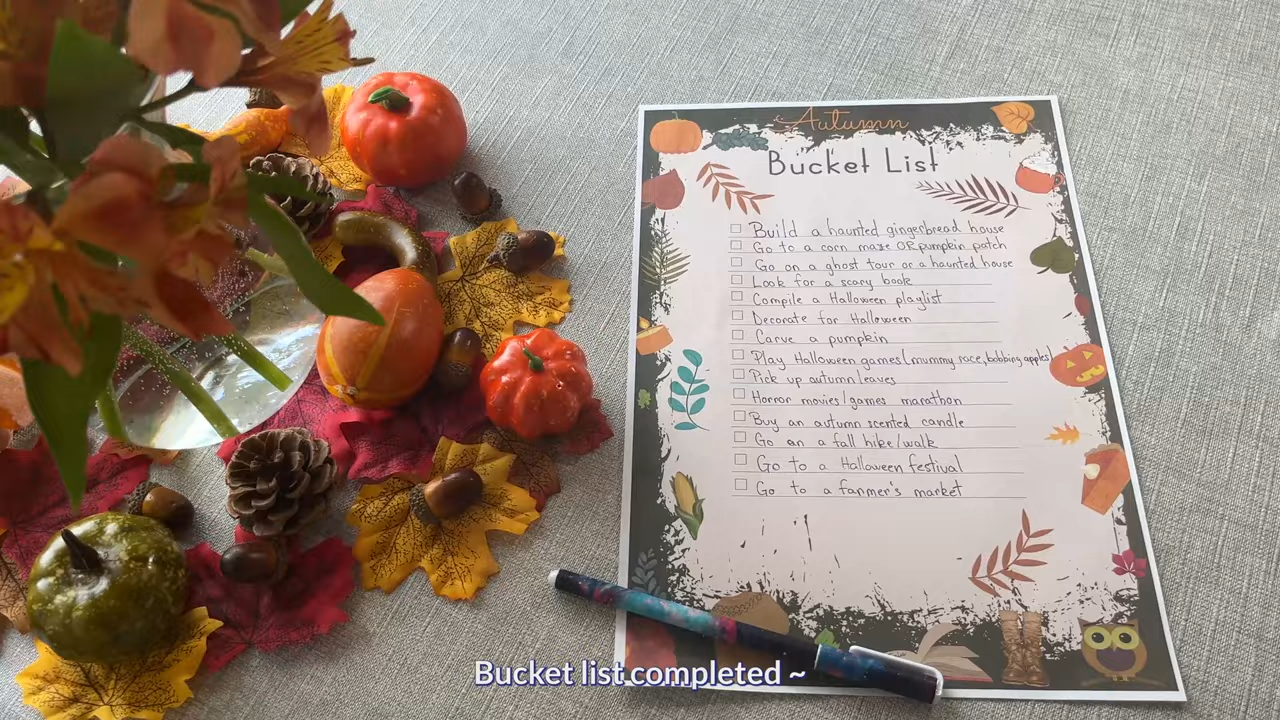 Autumn
Bucket List
Build a haunted gingerbread house
Go to a corn maze OR pumpkin patch
Go on a ghost tour or a haunted house
Look for a scary book
Compile a Halloween playlist
Decorate for Halloween
Carve a pumpkin
Play Halloween games (mummy race, bobbing apples)
Pick up autumn leaves
Horror movies/games marathon
Buy an autumn scented candle
Go on a fall hike/walk
Go to a Halloween festival
Go to a farmer's market
Bucket list completed ~